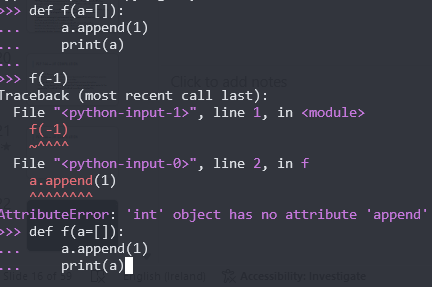 >>> def f(a=[]):
...     a.append(1)
...     print(a)
...
>>> f(-1)
Traceback (most recent call last):
  File "<python-input-1>", line 1, in <module>
    f(-1)
    ~^^^^
  File "<python-input-0>", line 2, in f
    a.append(1)
    ^^^^^^^^
AttributeError: 'int' object has no attribute 'append'
>>> def f(a=[]):
...     a.append(1)
...     print(a)
Click to add notes
English (Ireland)
Accessibility: Investigate